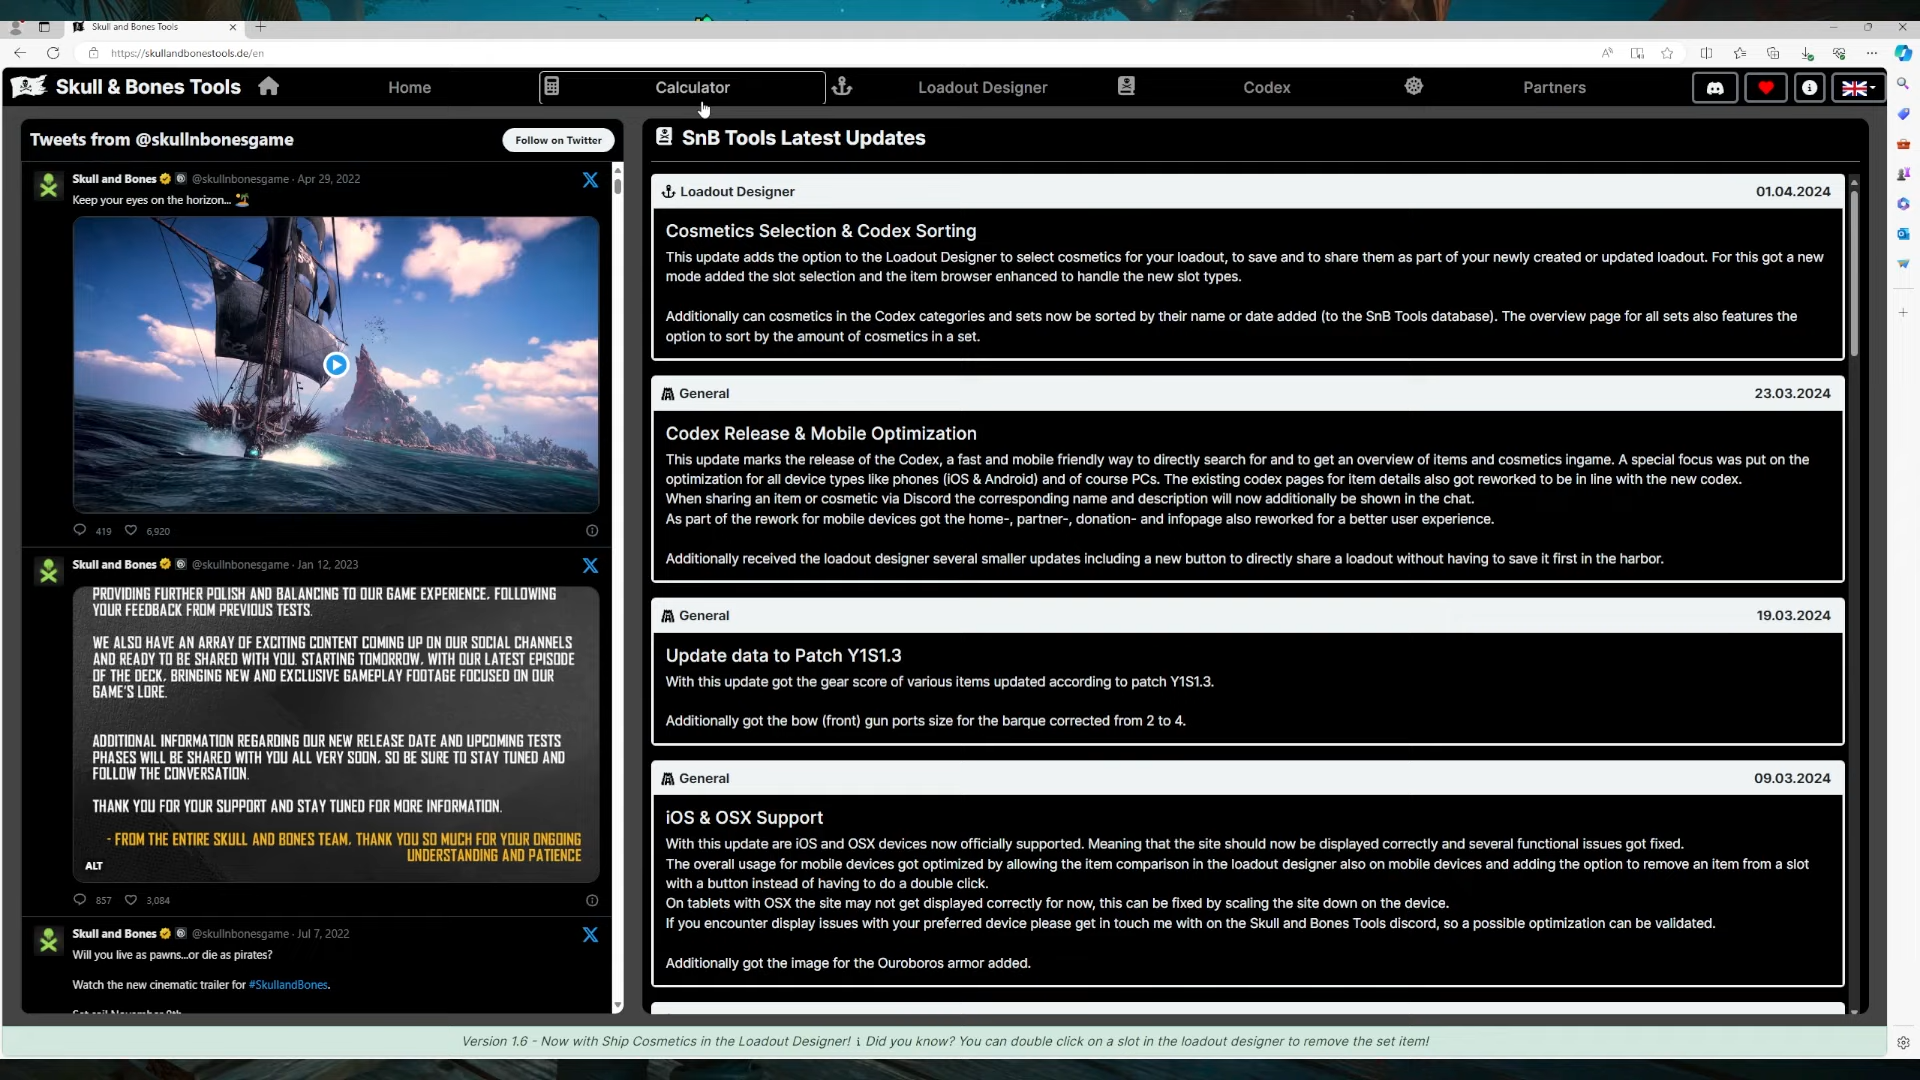 Skull and Bones Tools
https://skullandbonestools.de/en
Skull & Bones Tools
Home
Calculator
Loadout Designer
Codex
Partners
Tweets from @skullnbonesgame
Follow on Twitter
Skull and Bones @skullnbonesgame · Apr 29, 2022
Keep your eyes on the horizon...
419 6,920
Skull and Bones @skullnbonesgame · Jan 12, 2023
PROVIDING FURTHER POLISH AND BALANCING TO OUR GAME EXPERIENCE, FOLLOWING
YOUR FEEDBACK FROM PREVIOUS TESTS.
WE ALSO HAVE AN ARRAY OF EXCITING CONTENT COMING UP ON OUR SOCIAL CHANNELS
AND READY TO BE SHARED WITH YOU. STARTING TOMORROW, WITH OUR LATEST EPISODE
OF THE DECK, BRINGING NEW AND EXCLUSIVE GAMEPLAY FOOTAGE FOCUSED ON OUR
GAME'S LORE.
ADDITIONAL INFORMATION REGARDING OUR NEW RELEASE DATE AND UPCOMING TESTS
PHASES WILL BE SHARED WITH YOU ALL VERY SOON, SO BE SURE TO STAY TUNED AND
FOLLOW THE CONVERSATION.
THANK YOU FOR YOUR SUPPORT AND STAY TUNED FOR MORE INFORMATION.
- FROM THE ENTIRE SKULL AND BONES TEAM, THANK YOU SO MUCH FOR YOUR ONGOING
UNDERSTANDING AND PATIENCE
ALT
857 3,084
Skull and Bones @skullnbonesgame · Jul 7, 2022
Will you live as pawns...or die as pirates?
Watch the new cinematic trailer for #SkullandBones.
SnB Tools Latest Updates
Loadout Designer 01.04.2024
Cosmetics Selection & Codex Sorting
This update adds the option to the Loadout Designer to select cosmetics for your loadout, to save and to share them as part of your newly created or updated loadout. For this got a new
mode added the slot selection and the item browser enhanced to handle the new slot types.
Additionally can cosmetics in the Codex categories and sets now be sorted by their name or date added (to the SnB Tools database). The overview page for all sets also features the
option to sort by the amount of cosmetics in a set.
General 23.03.2024
Codex Release & Mobile Optimization
This update marks the release of the Codex, a fast and mobile friendly way to directly search for and to get an overview of items and cosmetics ingame. A special focus was put on the
optimization for all device types like phones (iOS & Android) and of course PCs. The existing codex pages for item details also got reworked to be in line with the new codex.
When sharing an item or cosmetic via Discord the corresponding name and description will now additionally be shown in the chat.
As part of the rework for mobile devices got the home-, partner-, donation- and infopage also reworked for a better user experience.
Additionally received the loadout designer several smaller updates including a new button to directly share a loadout without having to save it first in the harbor.
General 19.03.2024
Update data to Patch Y1S1.3
With this update got the gear score of various items updated according to patch Y1S1.3.
Additionally got the bow (front) gun ports size for the barque corrected from 2 to 4.
General 09.03.2024
iOS & OSX Support
With this update are iOS and OSX devices now officially supported. Meaning that the site should now be displayed correctly and several functional issues got fixed.
The overall usage for mobile devices got optimized by allowing the item comparison in the loadout designer also on mobile devices and adding the option to remove an item from a slot
with a button instead of having to do a double click.
On tablets with OSX the site may not get displayed correctly for now, this can be fixed by scaling the site down on the device.
If you encounter display issues with your preferred device please get in touch me with on the Skull and Bones Tools discord, so a possible optimization can be validated.
Additionally got the image for the Ouroboros armor added.
Version 1.6 - Now with Ship Cosmetics in the Loadout Designer! ℹ Did you know? You can double click on a slot in the loadout designer to remove the set item!